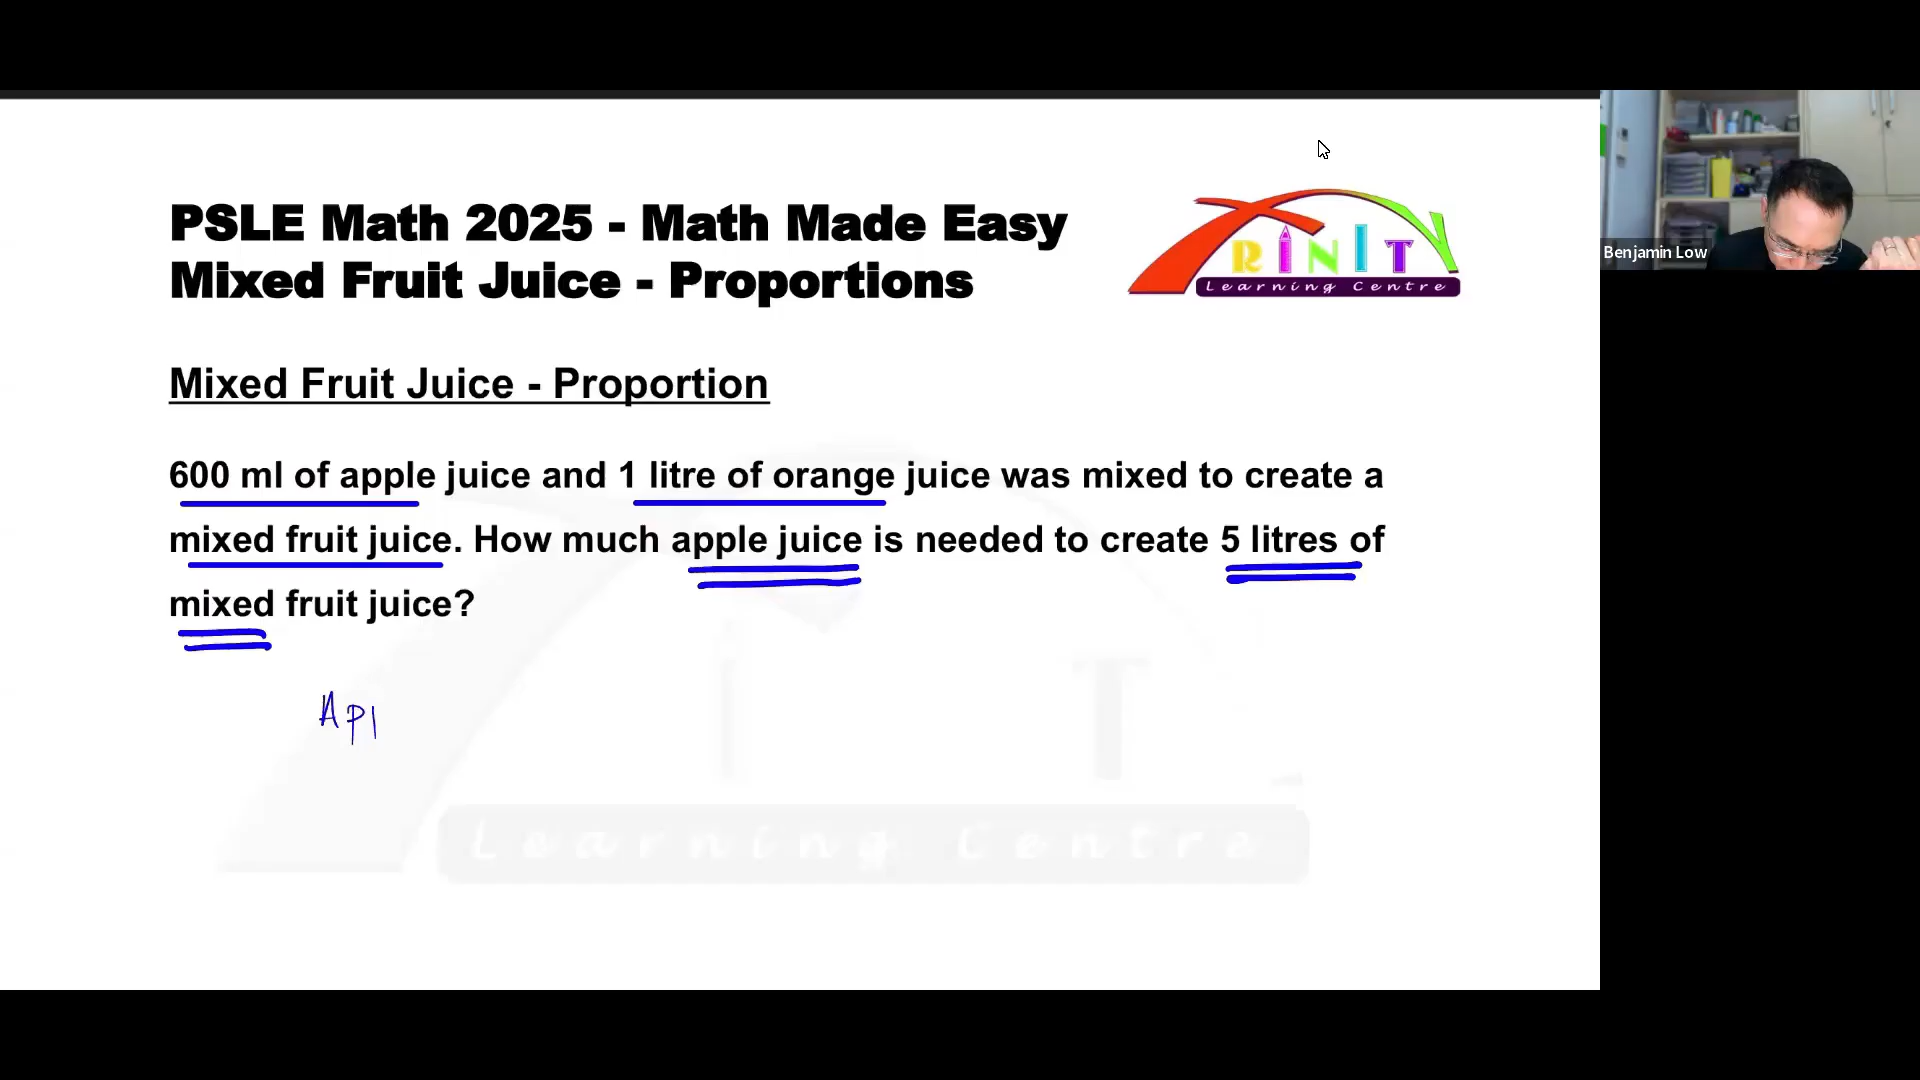 PSLE Math 2025 - Math Made Easy
Mixed Fruit Juice - Proportions
TRINITY
Learning Centre
Benjamin Low
Mixed Fruit Juice - Proportion
600 ml of apple juice and 1 litre of orange juice was mixed to create a
mixed fruit juice. How much apple juice is needed to create 5 litres of
mixed fruit juice?
Apl
Learning Centre